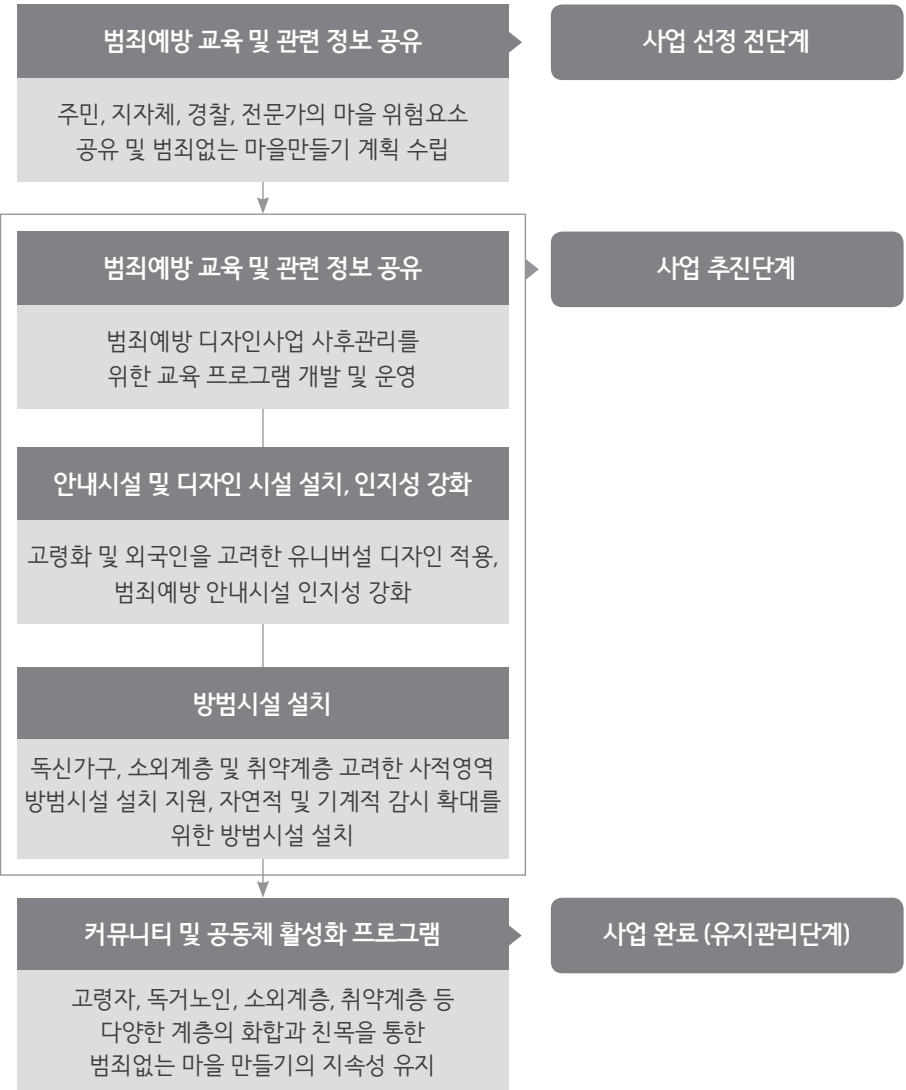 범죄예방 교육 및 관련 정보 공유
사업 선정 전단계
주민, 지자체, 경찰, 전문가의 마을 위험요소
공유 및 범죄없는 마을만들기 계획 수립
범죄예방 교육 및 관련 정보 공유
사업 추진단계
범죄예방 디자인사업 사후관리를
위한 교육 프로그램 개발 및 운영
안내시설 및 디자인 시설 설치, 인지성 강화
고령화 및 외국인을 고려한 유니버설 디자인 적용,
범죄예방 안내시설 인지성 강화
방범시설 설치
독신가구, 소외계층 및 취약계층 고려한 사적영역
방범시설 설치 지원, 자연적 및 기계적 감시 확대를
위한 방범시설 설치
커뮤니티 및 공동체 활성화 프로그램
사업 완료 (유지관리단계)
고령자, 독거노인, 소외계층, 취약계층 등
다양한 계층의 화합과 친목을 통한
범죄없는 마을 만들기의 지속성 유지